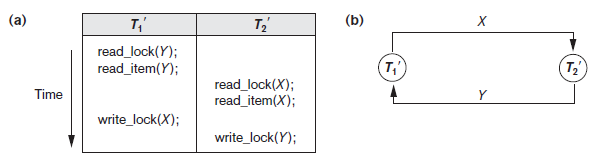 (a)
T1′ T2′
read_lock(Y);
read_item(Y);
read_lock(X);
read_item(X);
Time
write_lock(X);
write_lock(Y);
(b)
X
T1′ T2′
Y